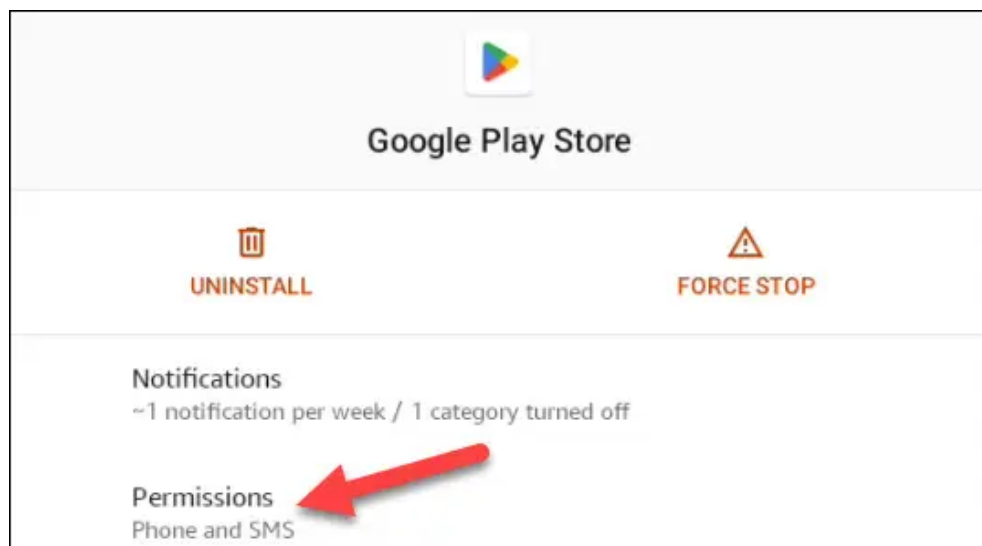 Google Play Store
UNINSTALL
FORCE STOP
Notifications
~1 notification per week / 1 category turned off
Permissions
Phone and SMS